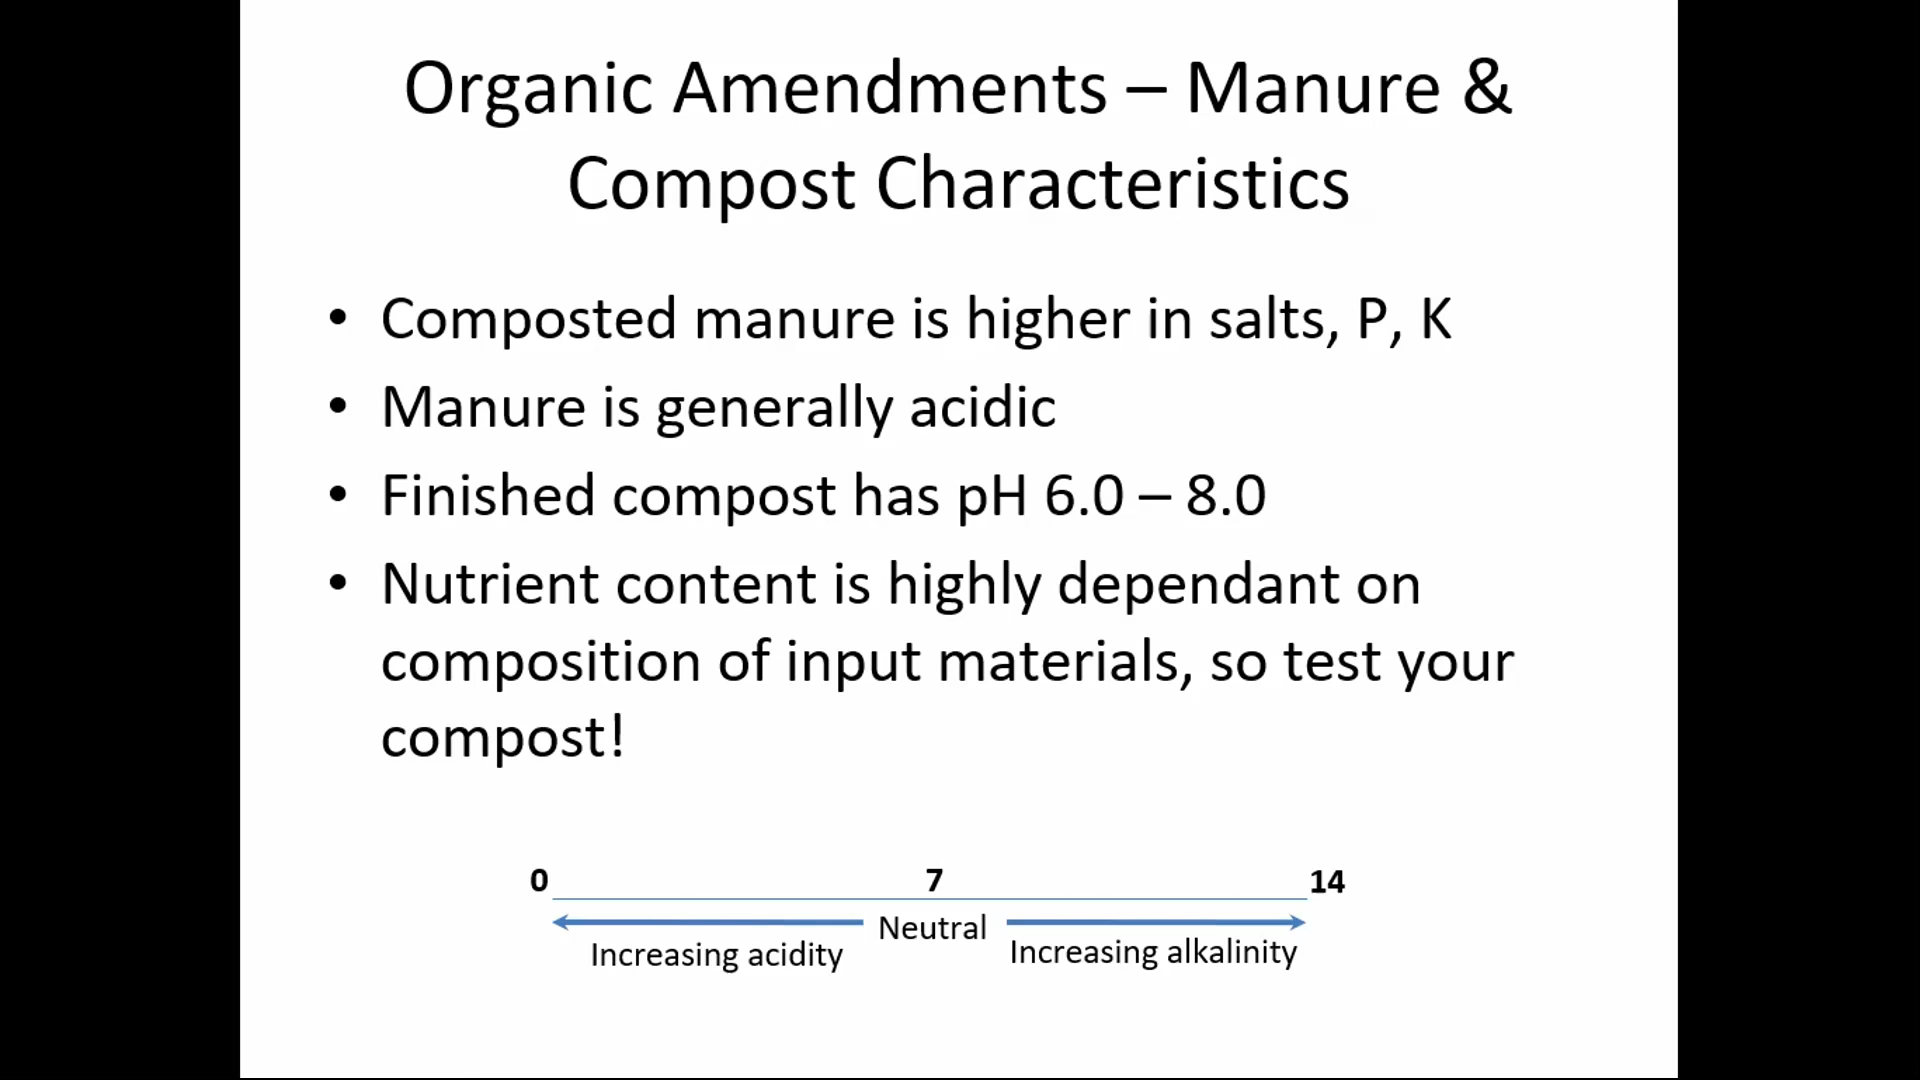 Organic Amendments – Manure &
Compost Characteristics
• Composted manure is higher in salts, P, K
• Manure is generally acidic
• Finished compost has pH 6.0 – 8.0
• Nutrient content is highly dependant on
composition of input materials, so test your
compost!
0 7 14
Neutral
Increasing acidity Increasing alkalinity